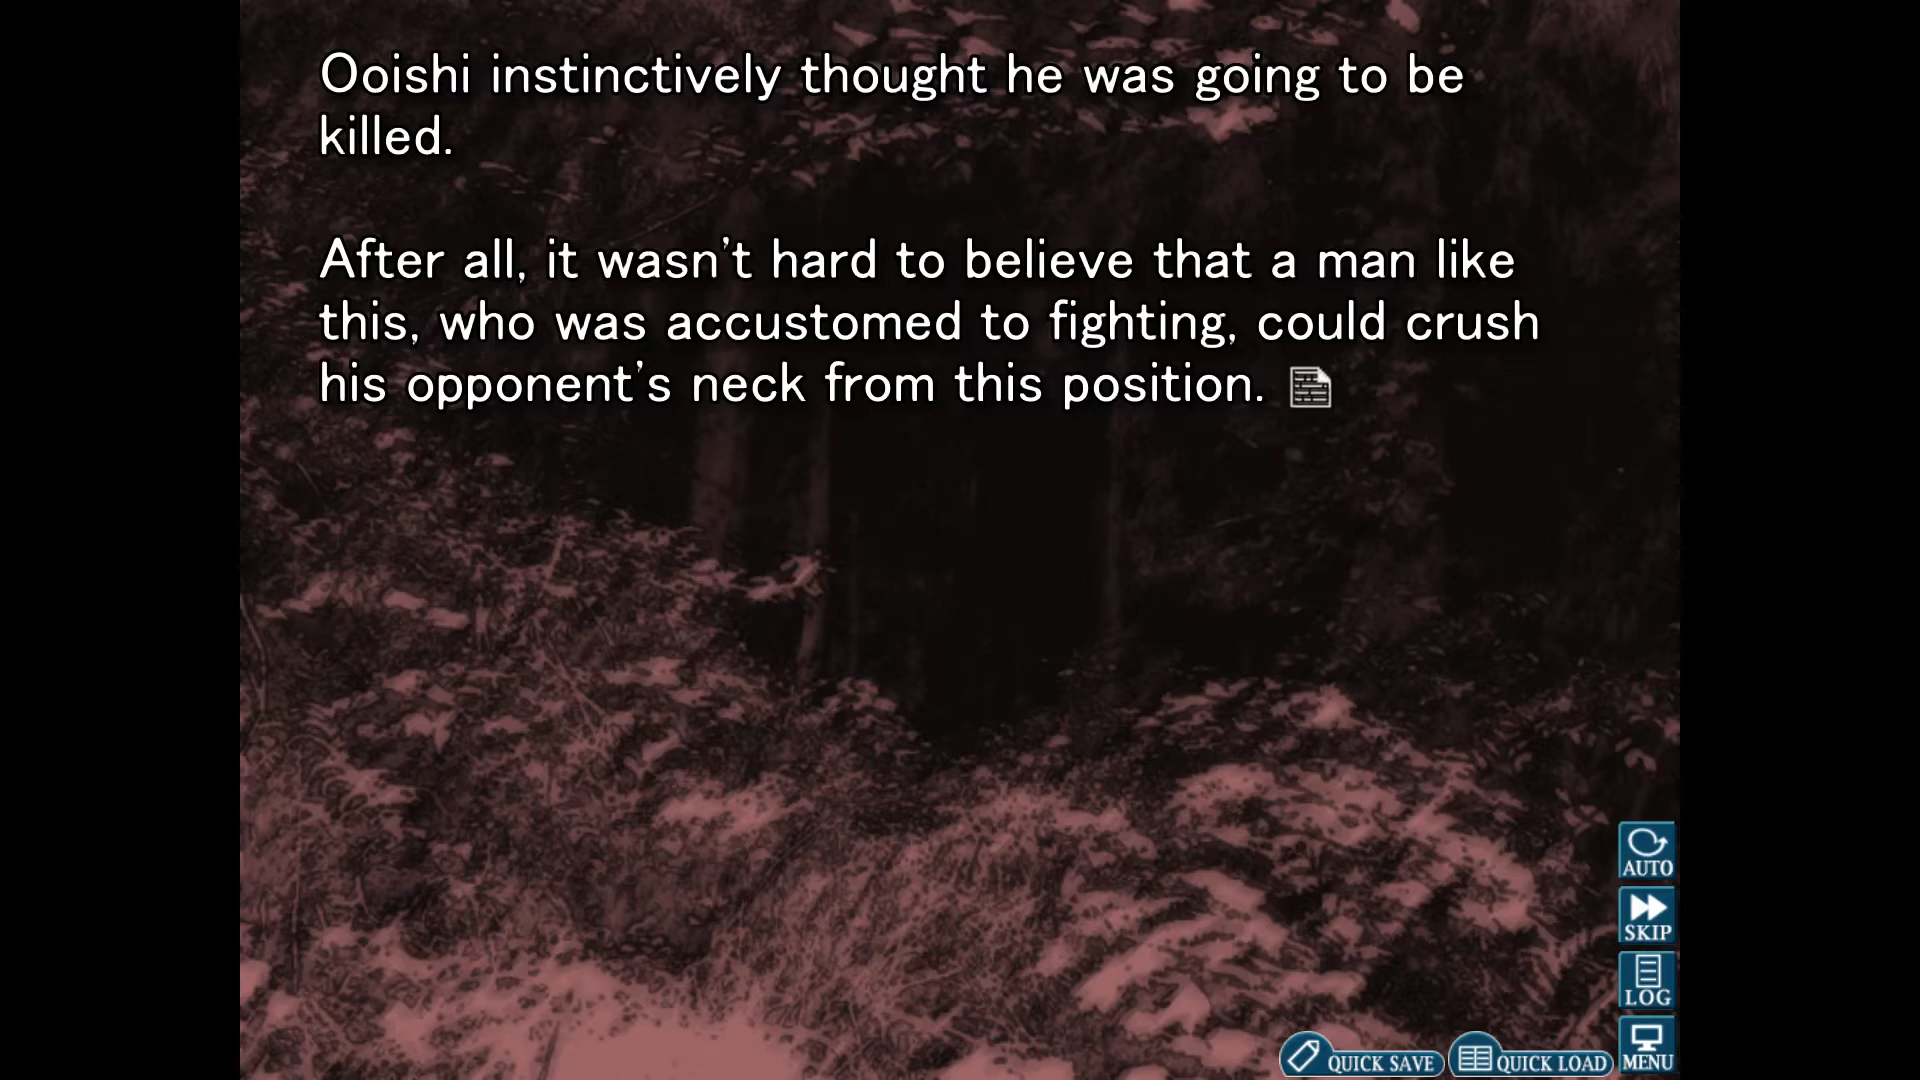 Ooishi instinctively thought he was going to be
killed.
After all, it wasn't hard to believe that a man like
this, who was accustomed to fighting, could crush
his opponent's neck from this position.
AUTO
SKIP
LOG
MENU
QUICK SAVE
QUICK LOAD